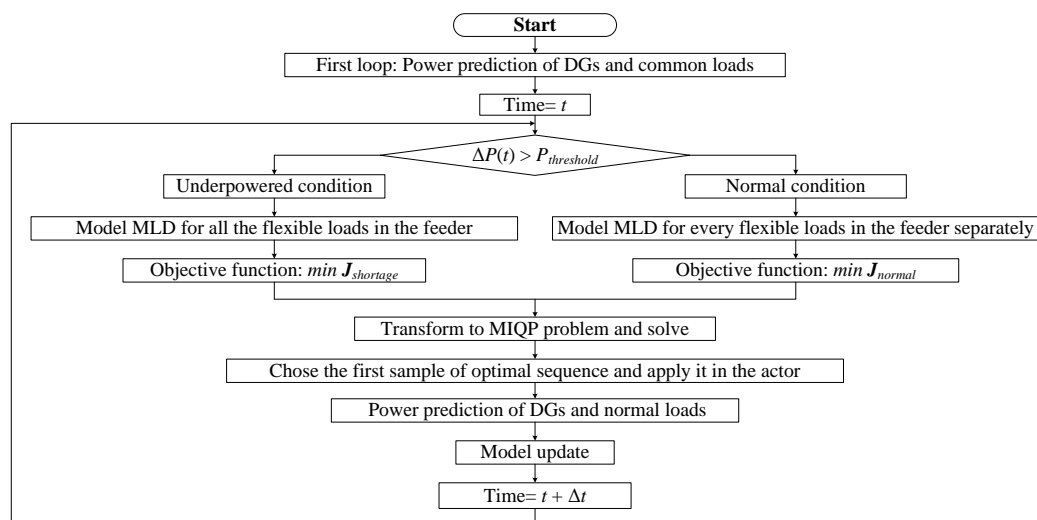 Start
First loop: Power prediction of DGs and common loads
Time= t
ΔP(t) > P_threshold
Underpowered condition
Normal condition
Model MLD for all the flexible loads in the feeder
Model MLD for every flexible loads in the feeder separately
Objective function: min J_shortage
Objective function: min J_normal
Transform to MIQP problem and solve
Chose the first sample of optimal sequence and apply it in the actor
Power prediction of DGs and normal loads
Model update
Time= t + Δt